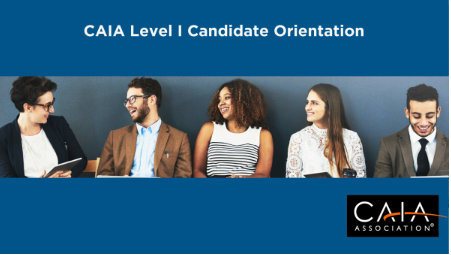 CAIA Level I Candidate Orientation
CAIA
ASSOCIATION®